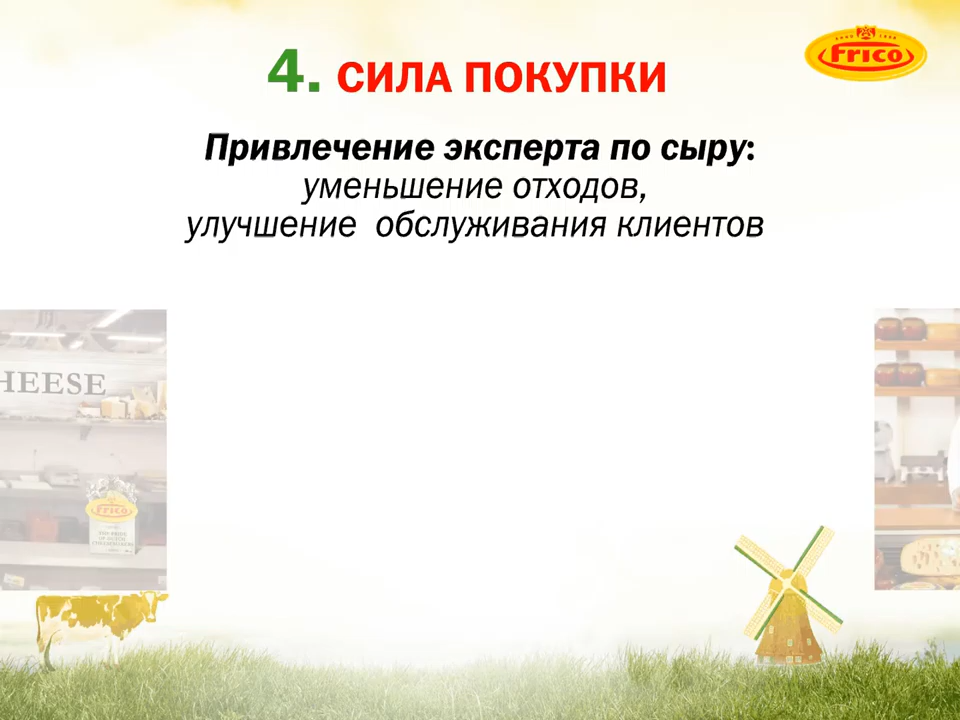 Frico
4. СИЛА ПОКУПКИ
Привлечение эксперта по сыру:
уменьшение отходов,
улучшение обслуживания клиентов
HEESE
Frico